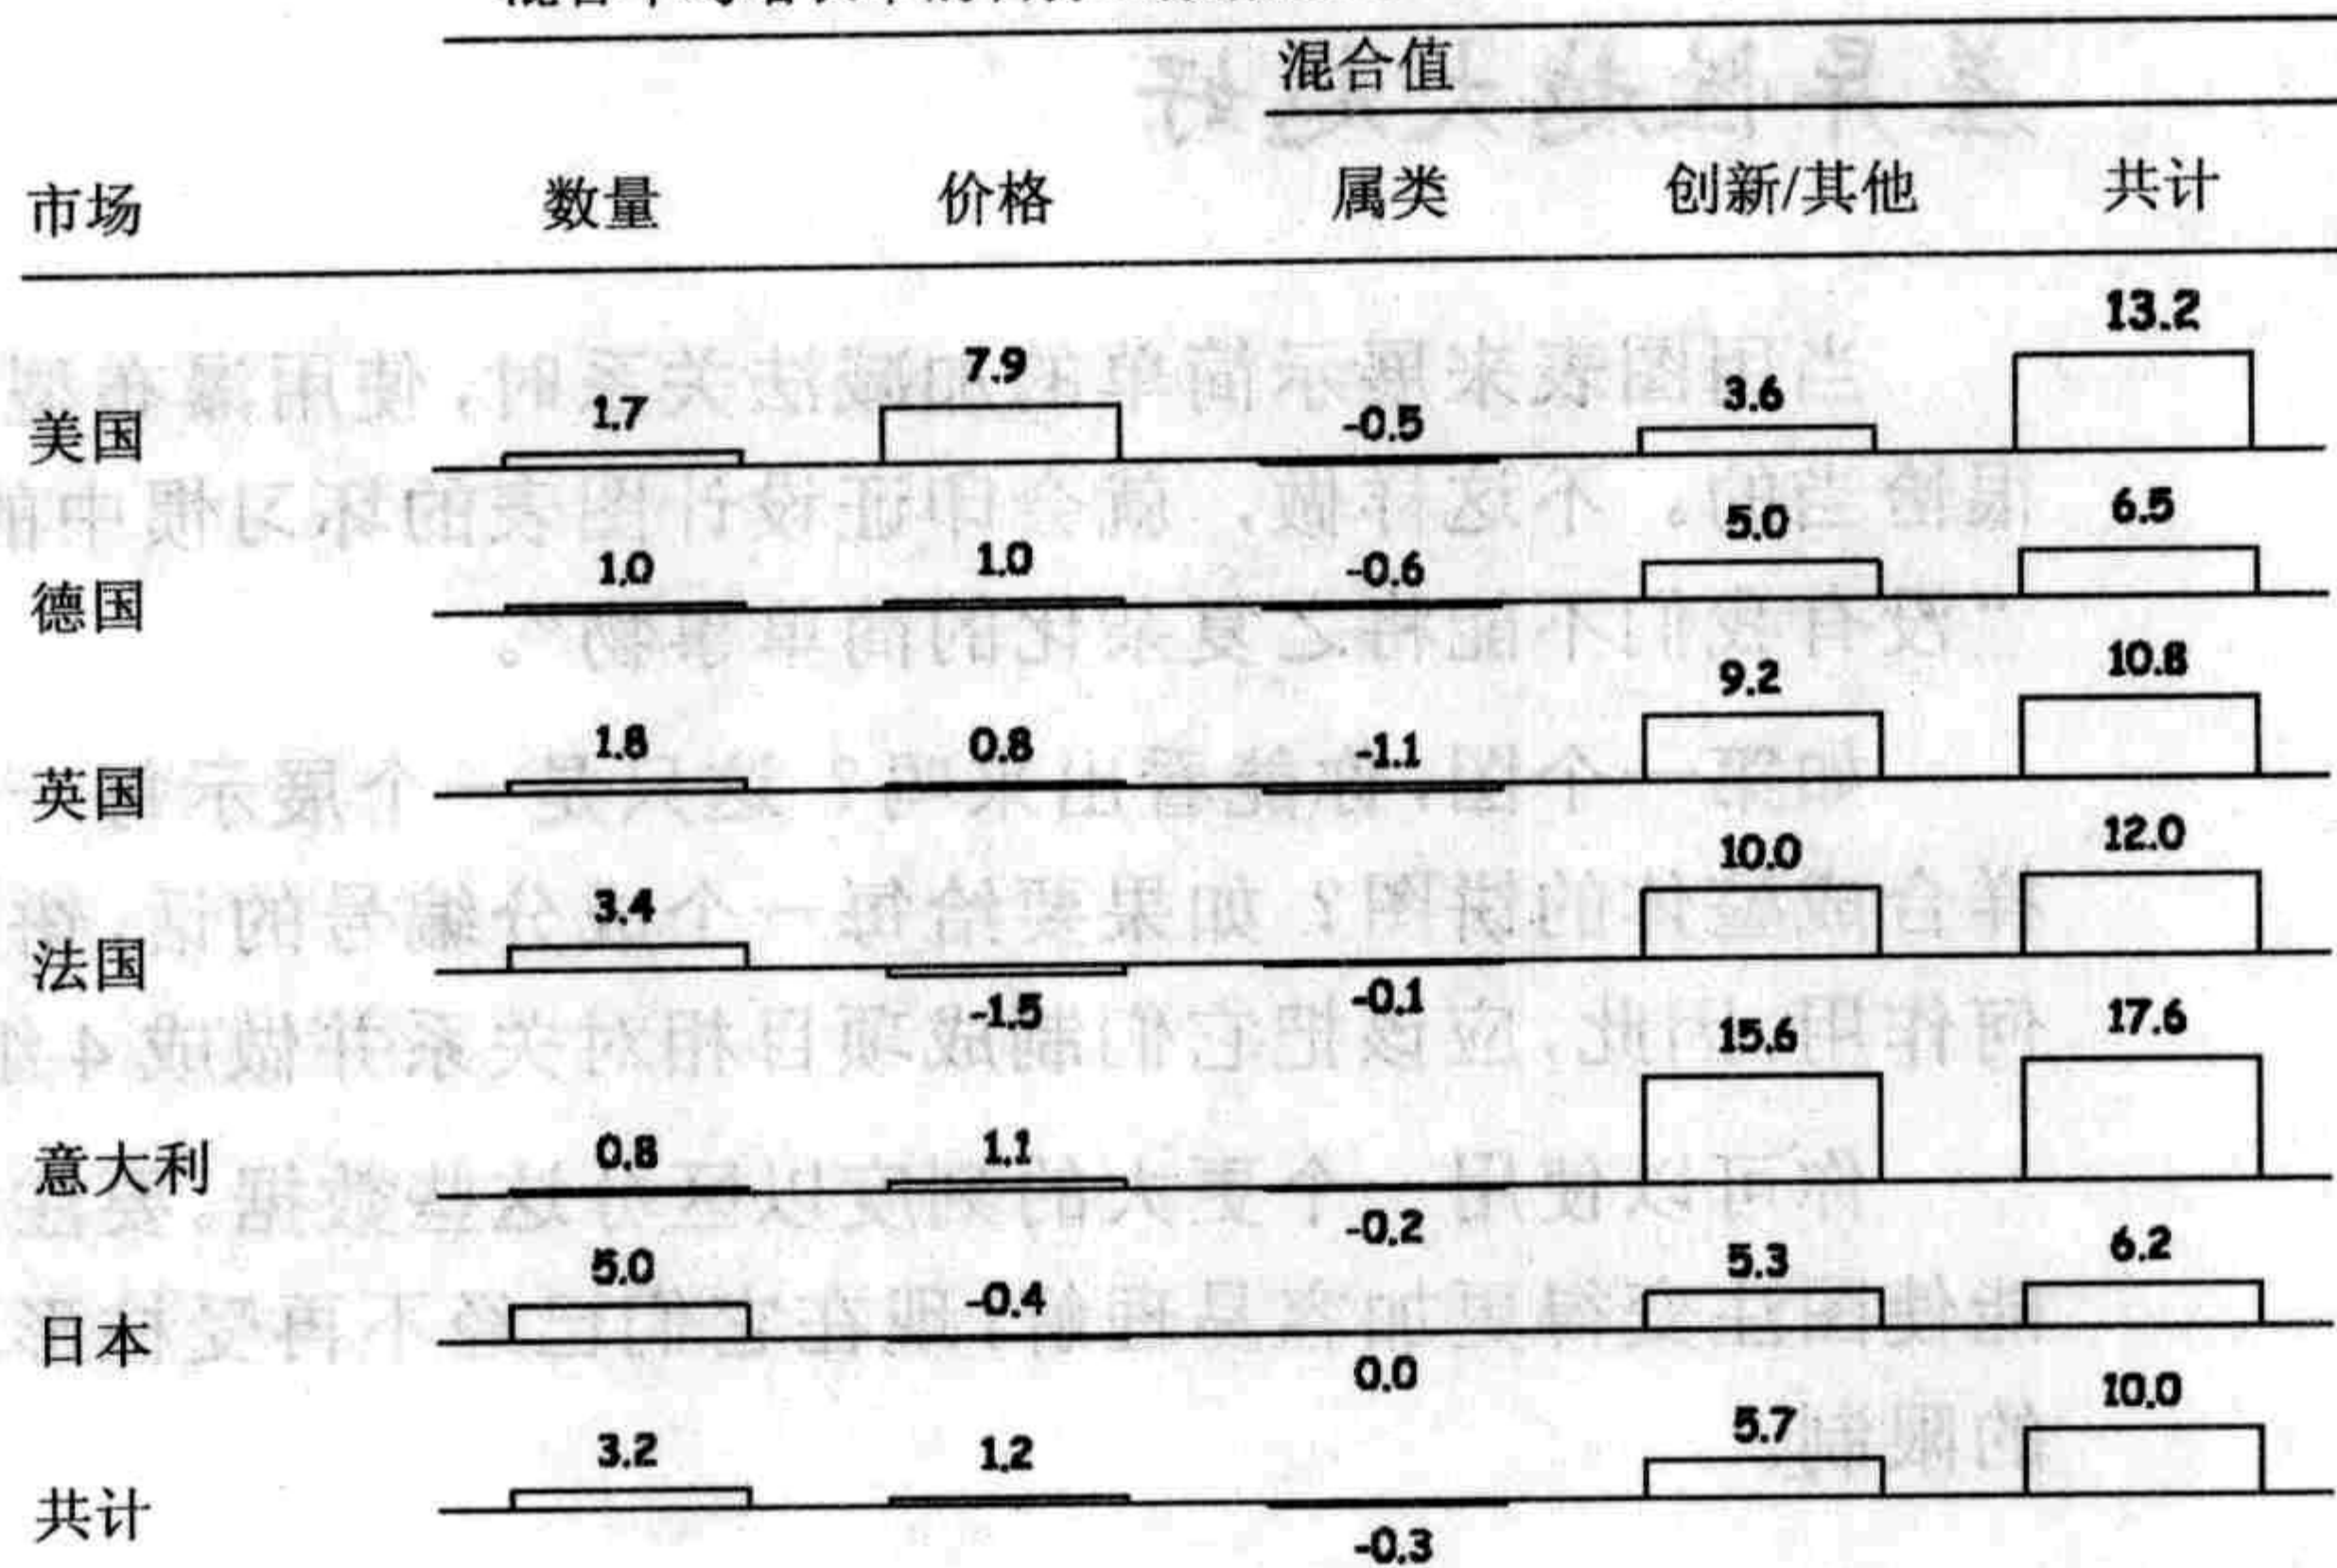 混合值
市场 数量 价格 属类 创新/其他 共计
美国 1.7 7.9 -0.5 3.6 13.2
德国 1.0 1.0 -0.6 5.0 6.5
英国 1.8 0.8 -1.1 9.2 10.8
法国 3.4 -1.5 -0.1 10.0 12.0
意大利 0.8 1.1 -0.2 15.6 17.6
日本 5.0 -0.4 0.0 5.3 6.2
共计 3.2 1.2 -0.3 5.7 10.0